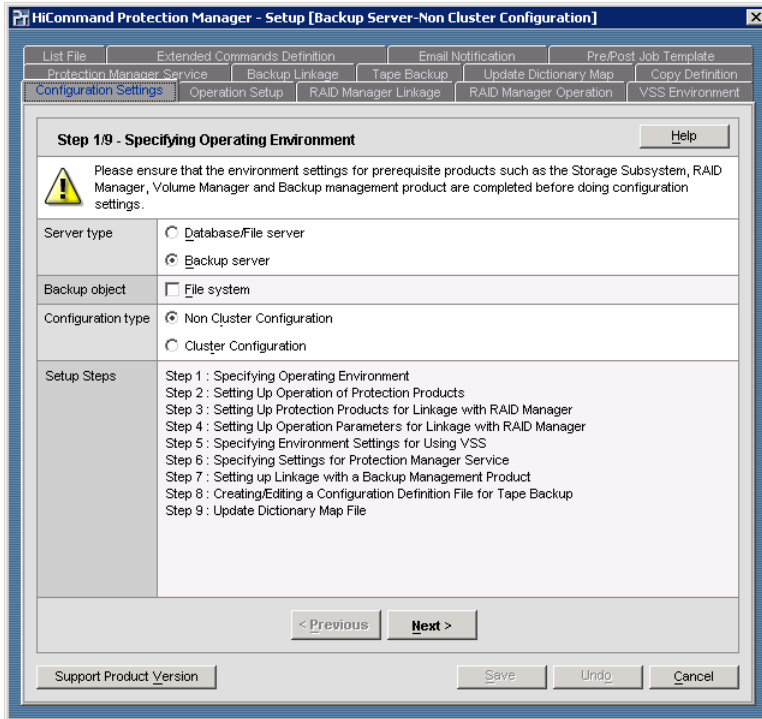 HiCommand Protection Manager - Setup [Backup Server-Non Cluster Configuration]
List File Extended Commands Definition Email Notification Pre/Post Job Template
Protection Manager Service Backup Linkage Tape Backup Update Dictionary Map Copy Definition
Configuration Settings Operation Setup RAID Manager Linkage RAID Manager Operation VSS Environment
Step 1/9 - Specifying Operating Environment Help
Please ensure that the environment settings for prerequisite products such as the Storage Subsystem, RAID
Manager, Volume Manager and Backup management product are completed before doing configuration
settings.
Server type Database/File server
Backup server
Backup object File system
Configuration type Non Cluster Configuration
Cluster Configuration
Setup Steps Step 1 : Specifying Operating Environment
Step 2 : Setting Up Operation of Protection Products
Step 3 : Setting Up Protection Products for Linkage with RAID Manager
Step 4 : Setting Up Operation Parameters for Linkage with RAID Manager
Step 5 : Specifying Environment Settings for Using VSS
Step 6 : Specifying Settings for Protection Manager Service
Step 7 : Setting up Linkage with a Backup Management Product
Step 8 : Creating/Editing a Configuration Definition File for Tape Backup
Step 9 : Update Dictionary Map File
< Previous Next >
Support Product Version Save Undo Cancel